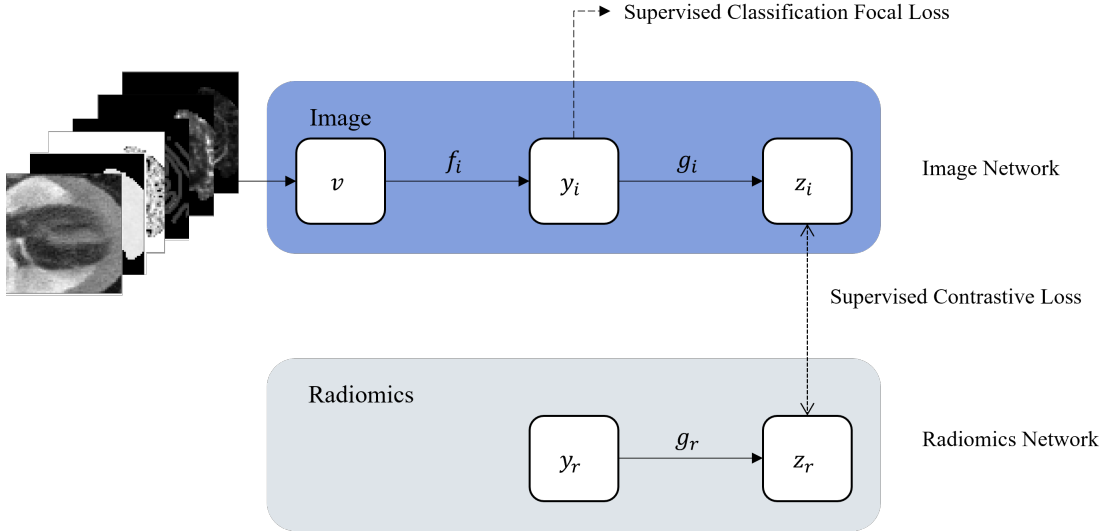 Supervised Classification Focal Loss
Image
v
f_i
y_i
g_i
z_i
Image Network
Supervised Contrastive Loss
Radiomics
y_r
g_r
z_r
Radiomics Network